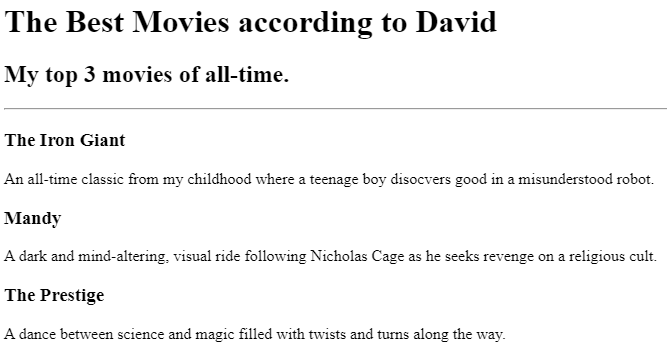 The Best Movies according to David
My top 3 movies of all-time.
The Iron Giant
An all-time classic from my childhood where a teenage boy disocvers good in a misunderstood robot.
Mandy
A dark and mind-altering, visual ride following Nicholas Cage as he seeks revenge on a religious cult.
The Prestige
A dance between science and magic filled with twists and turns along the way.